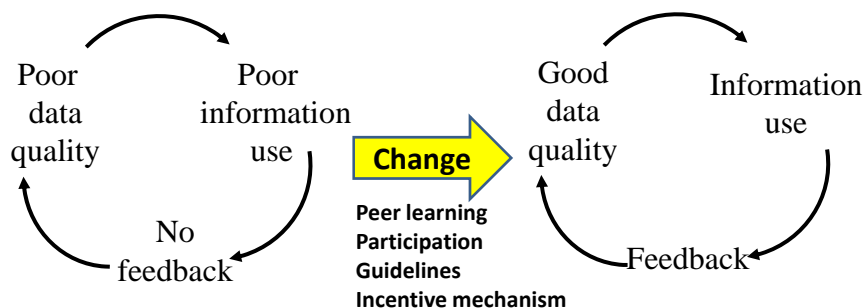 Poor
data
quality
Poor
information
use
No
feedback
Change
Peer learning
Participation
Guidelines
Incentive mechanism
Good
data
quality
Information
use
Feedback